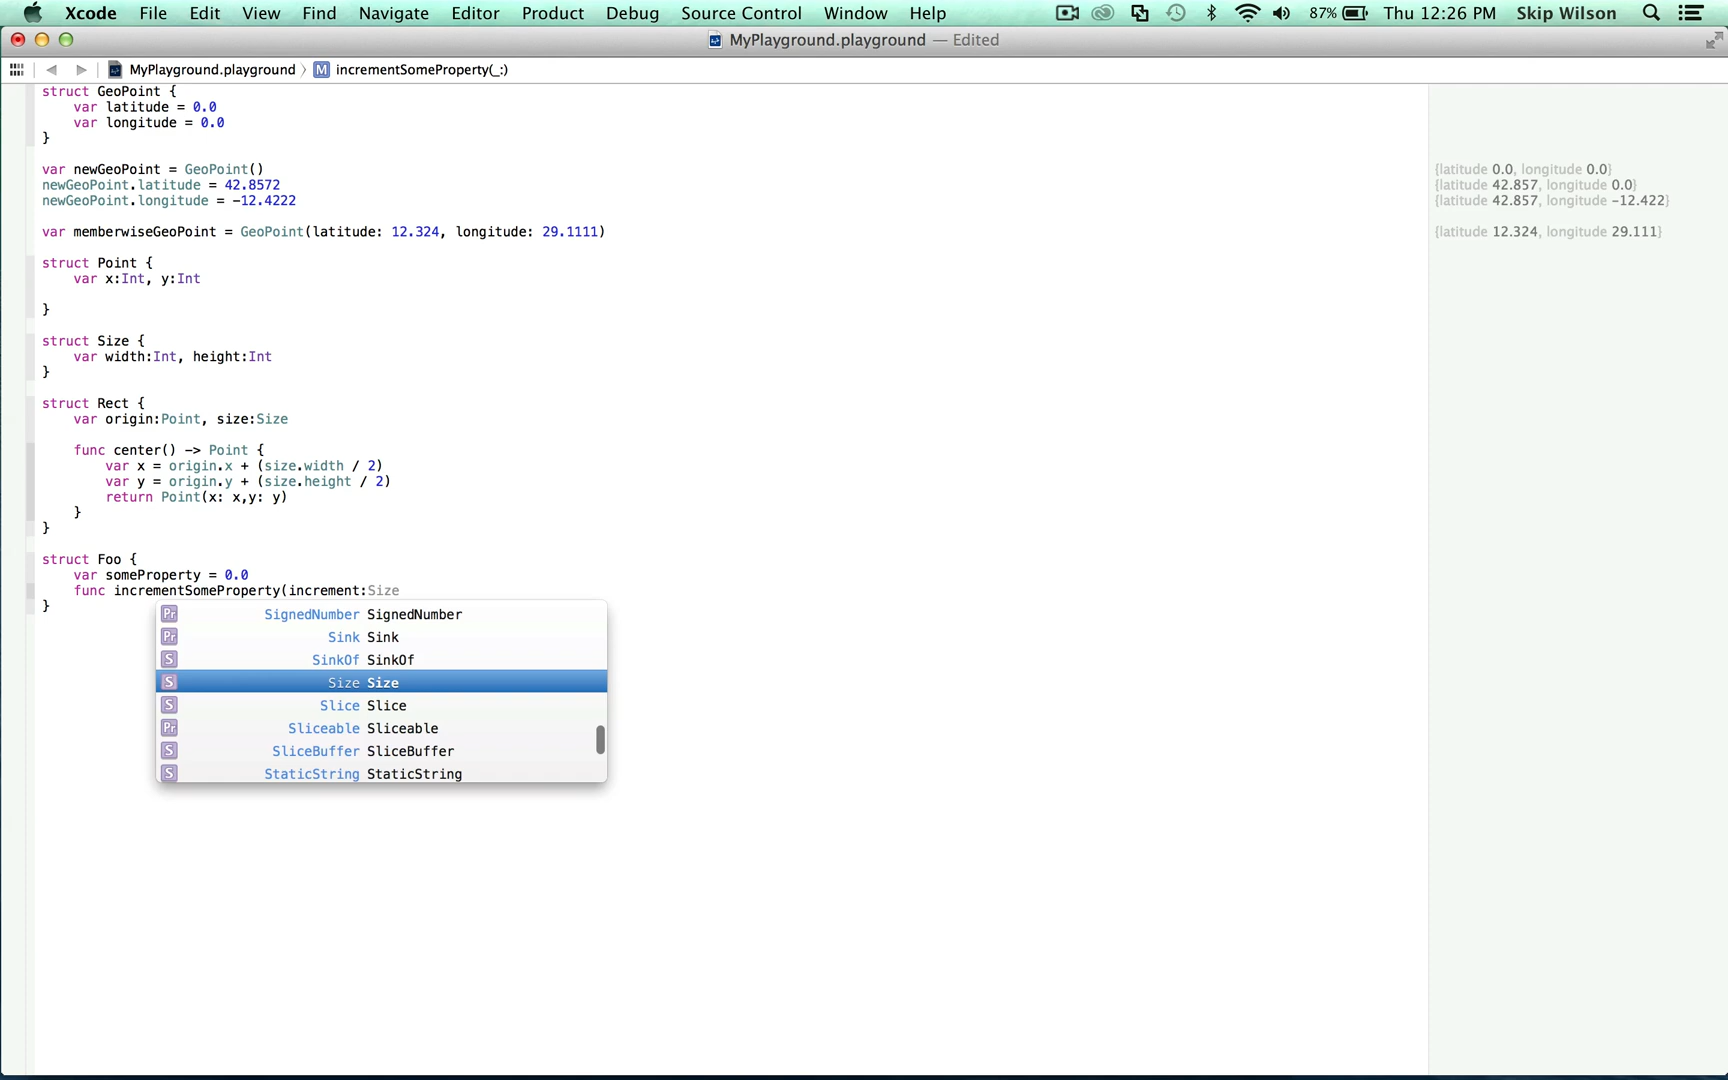 Xcode File Edit View Find Navigate Editor Product Debug Source Control Window Help 87% Thu 12:26 PM Skip Wilson
MyPlayground.playground — Edited
MyPlayground.playground 〉 M incrementSomeProperty(_:)
struct GeoPoint {
var latitude = 0.0
var longitude = 0.0
}
var newGeoPoint = GeoPoint() {latitude 0.0, longitude 0.0}
newGeoPoint.latitude = 42.8572 {latitude 42.857, longitude 0.0}
newGeoPoint.longitude = -12.4222 {latitude 42.857, longitude -12.422}
var memberwiseGeoPoint = GeoPoint(latitude: 12.324, longitude: 29.1111) {latitude 12.324, longitude 29.111}
struct Point {
var x:Int, y:Int
}
struct Size {
var width:Int, height:Int
}
struct Rect {
var origin:Point, size:Size
func center() -> Point {
var x = origin.x + (size.width / 2)
var y = origin.y + (size.height / 2)
return Point(x: x,y: y)
}
}
struct Foo {
var someProperty = 0.0
func incrementSomeProperty(increment:Size
}
Pr SignedNumber SignedNumber
Pr Sink Sink
S SinkOf SinkOf
S Size Size
S Slice Slice
Pr Sliceable Sliceable
S SliceBuffer SliceBuffer
S StaticString StaticString